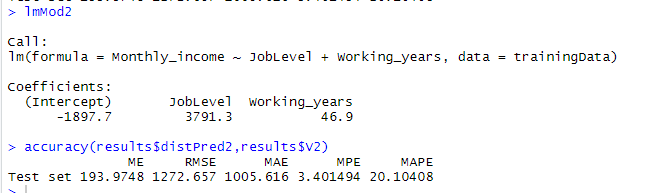 > lmMod2
Call:
lm(formula = Monthly_income ~ JobLevel + Working_years, data = trainingData)
Coefficients:
(Intercept) JobLevel Working_years
-1897.7 3791.3 46.9
> accuracy(results$distPred2,results$V2)
ME RMSE MAE MPE MAPE
Test set 193.9748 1272.657 1005.616 3.401494 20.10408
>